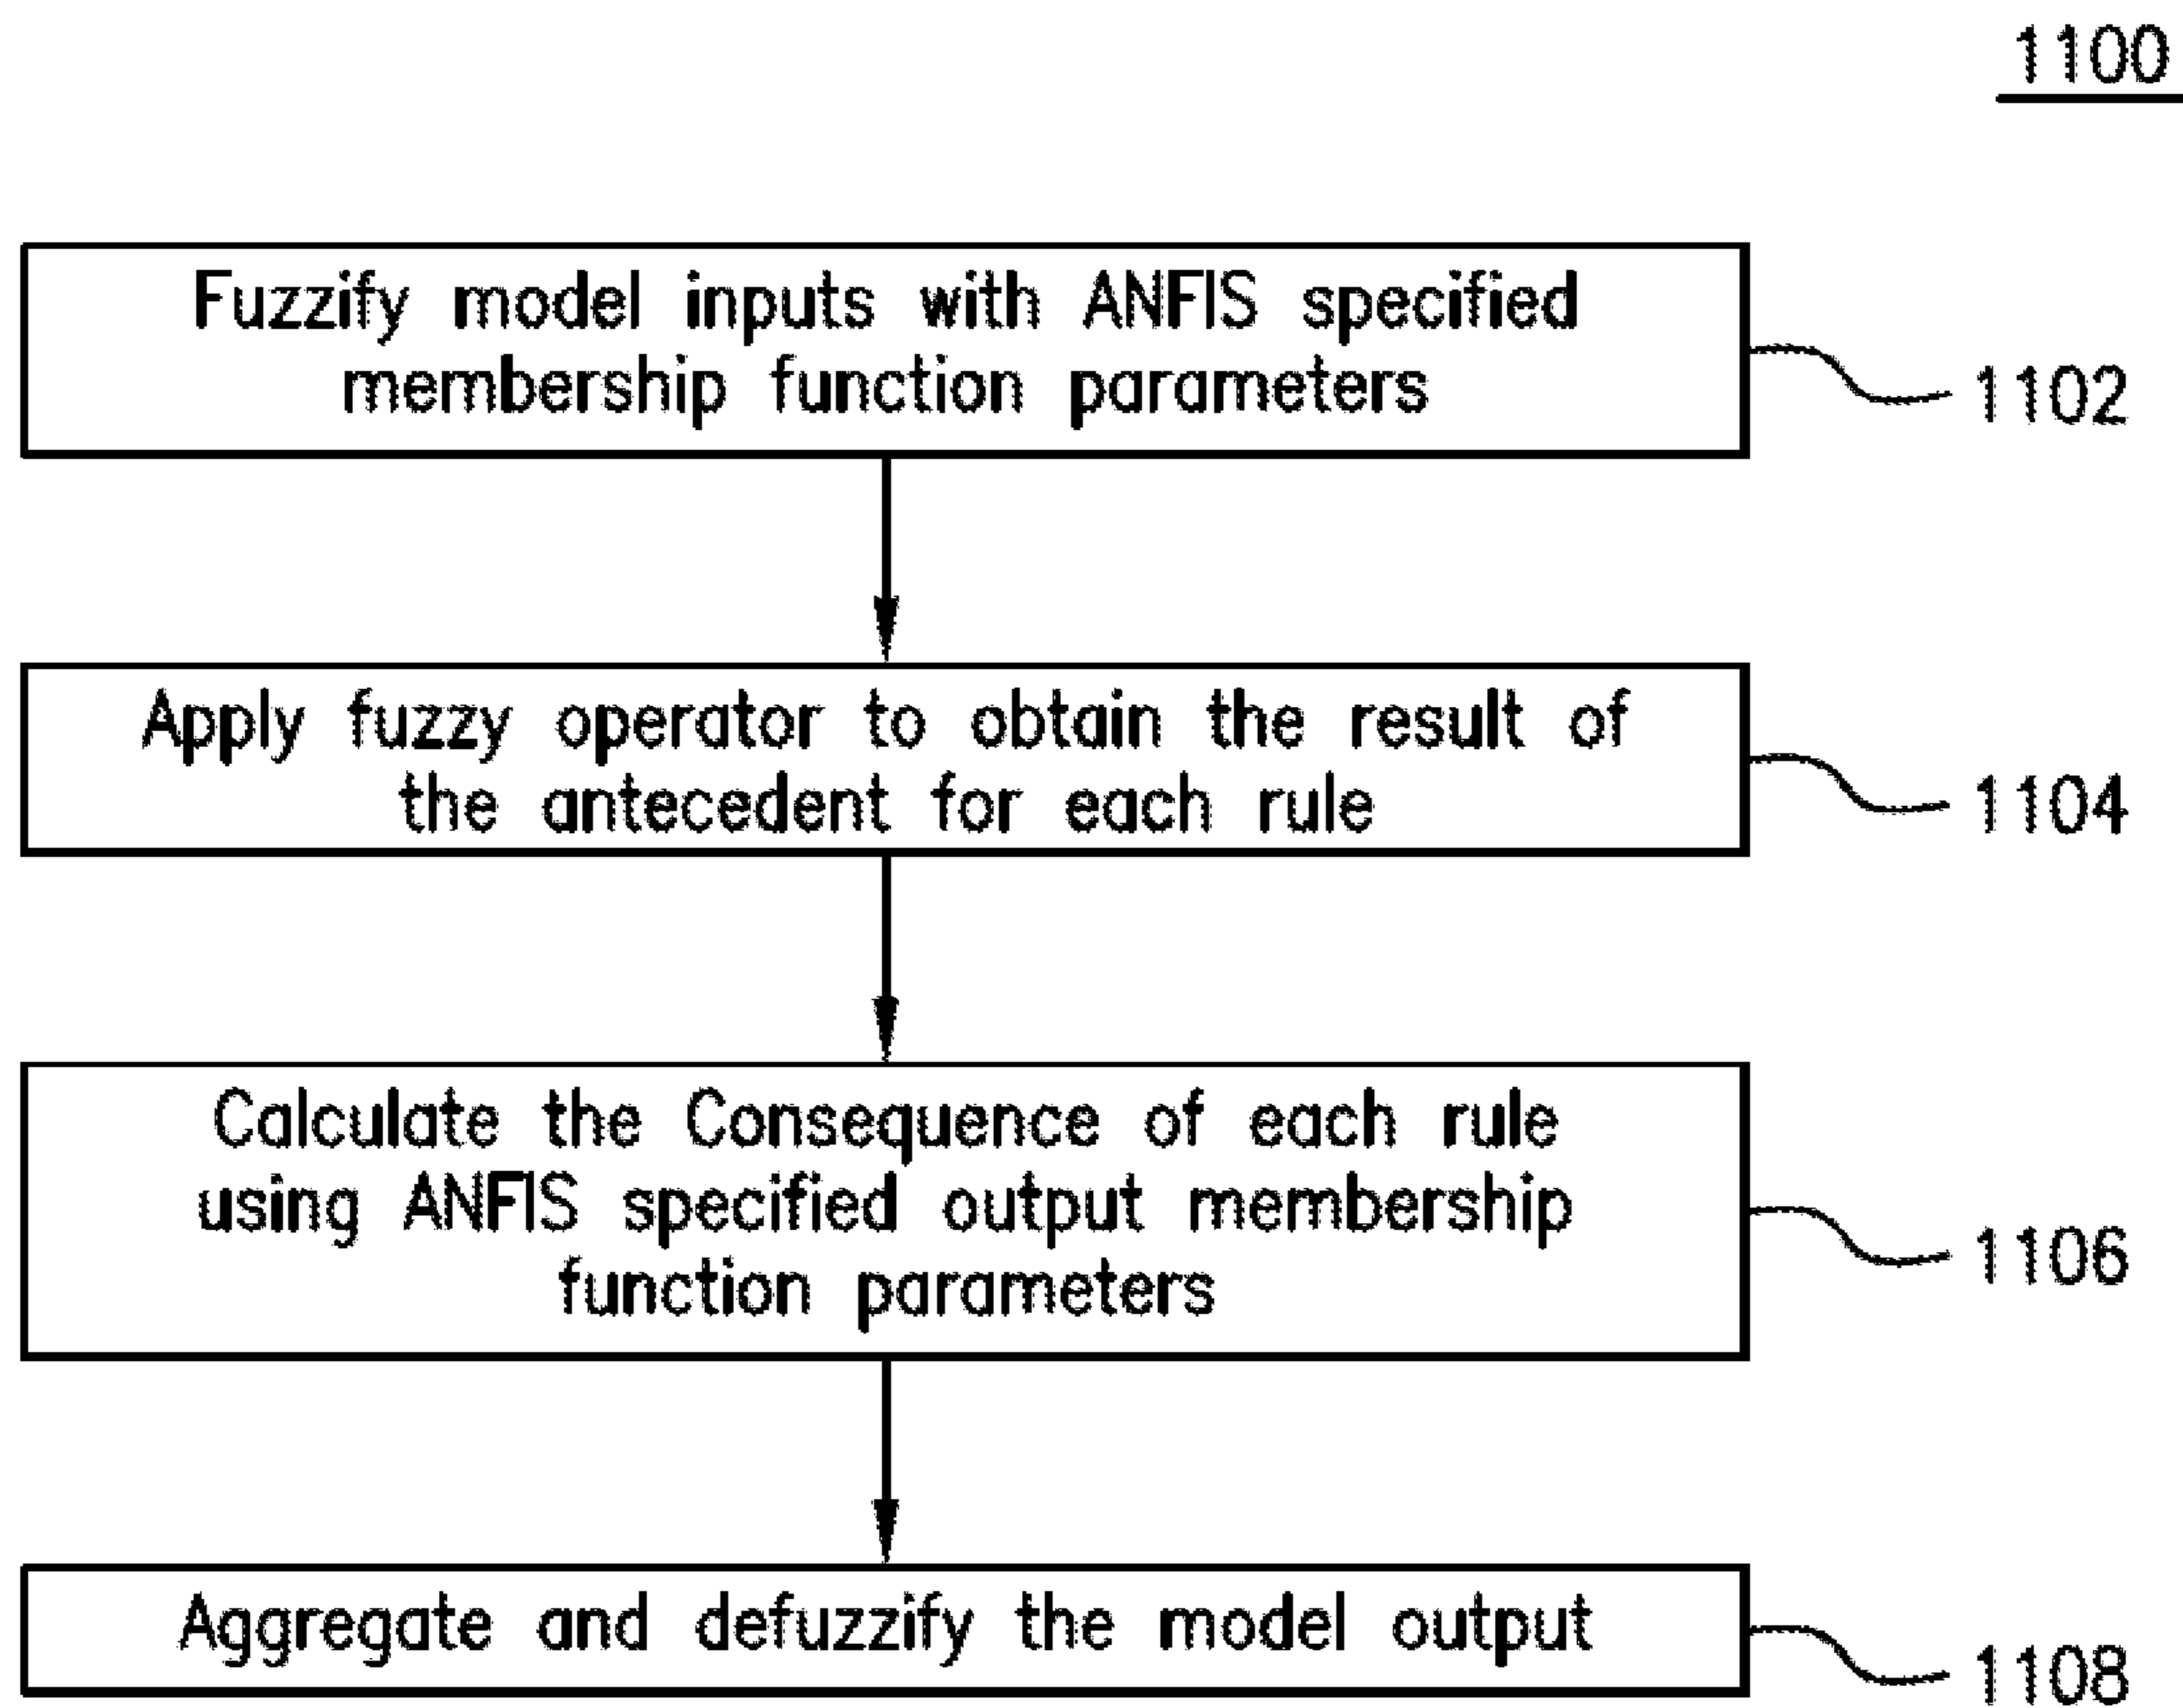 1100
Fuzzify model inputs with ANFIS specified
membership function parameters
1102
Apply fuzzy operator to obtain the result of
the antecedent for each rule
1104
Calculate the Consequence of each rule
using ANFIS specified output membership
function parameters
1106
Aggregate and defuzzify the model output
1108